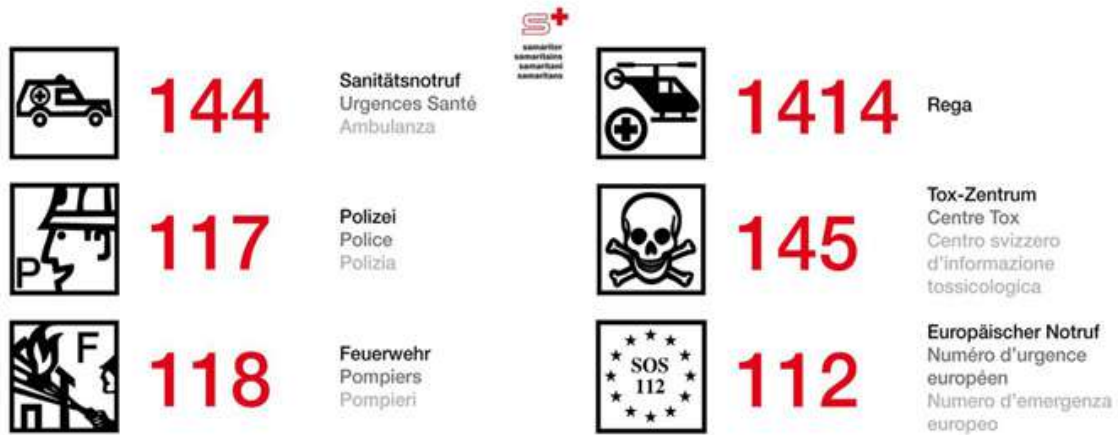 samariter
samaritains
samaritani
samaritans
144
Sanitätsnotruf
Urgences Santé
Ambulanza
1414
Rega
P
117
Polizei
Police
Polizia
145
Tox-Zentrum
Centre Tox
Centro svizzero
d'informazione
tossicologica
F
118
Feuerwehr
Pompiers
Pompieri
SOS
112
112
Europäischer Notruf
Numéro d'urgence
européen
Numero d'emergenza
europeo